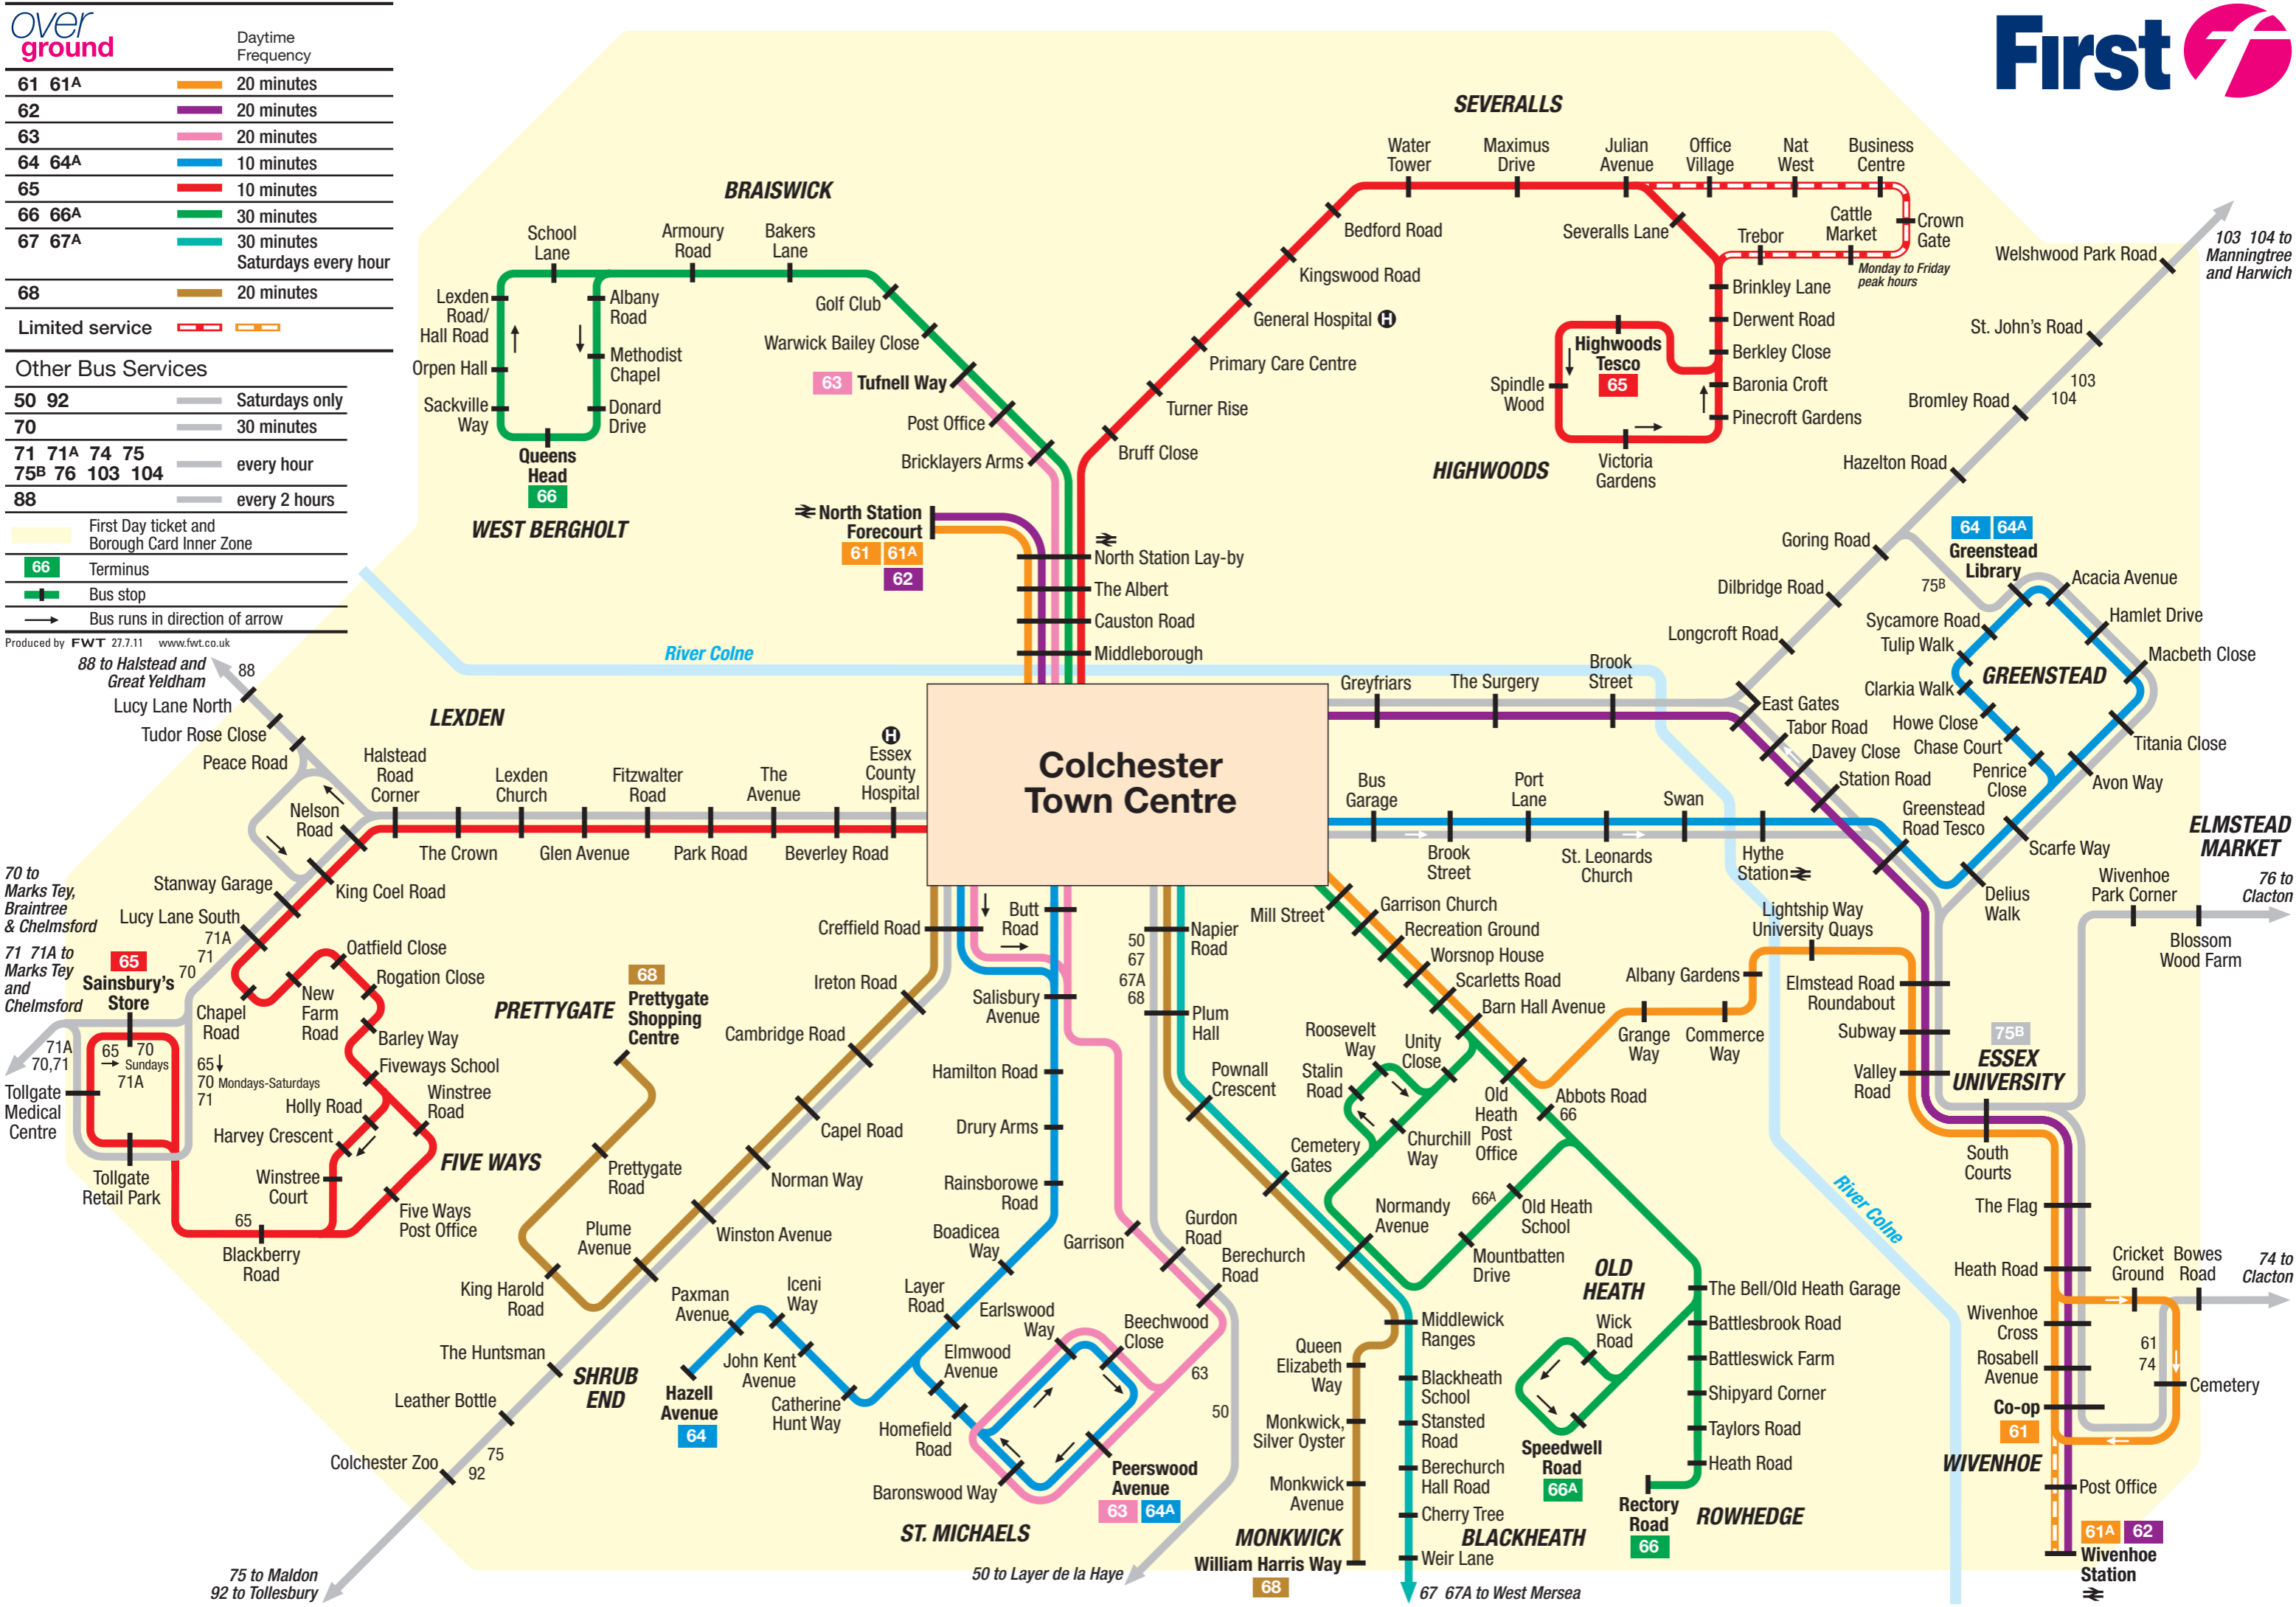 over
ground
Daytime
Frequency
61 61A
20 minutes
62
20 minutes
63
20 minutes
64 64A
10 minutes
65
10 minutes
66 66A
30 minutes
67 67A
30 minutes
Saturdays every hour
68
20 minutes
Limited service
Other Bus Services
50 92
Saturdays only
70
30 minutes
71 71A 74 75
75B 76 103 104
every hour
88
every 2 hours
First Day ticket and
Borough Card Inner Zone
66
Terminus
Bus stop
Bus runs in direction of arrow
Produced by FWT 27.7.11 www.fwt.co.uk
First
SEVERALLS
Water
Tower
Maximus
Drive
Julian
Avenue
Office
Village
Nat
West
Business
Centre
Crown
Gate
Cattle
Market
Trebor
Monday to Friday
peak hours
Severalls Lane
Brinkley Lane
Derwent Road
Berkley Close
Baronia Croft
Pinecroft Gardens
Highwoods
Tesco
65
Spindle
Wood
Victoria
Gardens
HIGHWOODS
Bedford Road
Kingswood Road
General Hospital H
Primary Care Centre
Turner Rise
Bruff Close
BRAISWICK
School
Lane
Armoury
Road
Bakers
Lane
Lexden
Road/
Hall Road
Albany
Road
Orpen Hall
Methodist
Chapel
Sackville
Way
Donard
Drive
Queens
Head
66
WEST BERGHOLT
Golf Club
Warwick Bailey Close
63 Tufnell Way
Post Office
Bricklayers Arms
North Station
Forecourt
61 61A
62
North Station Lay-by
The Albert
Causton Road
Middleborough
River Colne
Colchester
Town Centre
103 104 to
Manningtree
and Harwich
Welshwood Park Road
St. John's Road
103
104
Bromley Road
Hazelton Road
Goring Road
Dilbridge Road
Longcroft Road
75B
64 64A
Greenstead
Library
Acacia Avenue
Hamlet Drive
Macbeth Close
Sycamore Road
Tulip Walk
GREENSTEAD
Clarkia Walk
Howe Close
Chase Court
Penrice
Close
Titania Close
Avon Way
Scarfe Way
Delius
Walk
Greyfriars
The Surgery
Brook
Street
East Gates
Tabor Road
Davey Close
Station Road
Greenstead
Road Tesco
Bus
Garage
Port
Lane
Swan
Brook
Street
St. Leonards
Church
Hythe
Station
ELMSTEAD
MARKET
76 to
Clacton
Wivenhoe
Park Corner
Blossom
Wood Farm
88 to Halstead and
Great Yeldham
88
Lucy Lane North
Tudor Rose Close
Peace Road
LEXDEN
Halstead
Road
Corner
Lexden
Church
Fitzwalter
Road
The
Avenue
H
Essex
County
Hospital
The Crown
Glen Avenue
Park Road
Beverley Road
Nelson
Road
King Coel Road
Stanway Garage
Lucy Lane South
71A
71
70
70 to
Marks Tey,
Braintree
& Chelmsford
71 71A to
Marks Tey
and
Chelmsford
65
Sainsbury's
Store
71A
70,71
65 70
Sundays
71A
65
70 Mondays-Saturdays
71
Tollgate
Medical
Centre
Tollgate
Retail Park
Chapel
Road
New
Farm
Road
Oatfield Close
Rogation Close
Barley Way
Fiveways School
Holly Road
Winstree
Road
Harvey Crescent
Winstree
Court
FIVE WAYS
Five Ways
Post Office
65
Blackberry
Road
PRETTYGATE
68
Prettygate
Shopping
Centre
Prettygate
Road
King Harold
Road
Creffield Road
Ireton Road
Cambridge Road
Capel Road
Norman Way
Winston Avenue
Plume
Avenue
The Huntsman
Leather Bottle
Colchester Zoo
75
92
75 to Maldon
92 to Tollesbury
SHRUB
END
Butt
Road
Salisbury
Avenue
Hamilton Road
Drury Arms
Rainsborowe
Road
Boadicea
Way
Layer
Road
Paxman
Avenue
Iceni
Way
John Kent
Avenue
Catherine
Hunt Way
Hazell
Avenue
64
Earlswood
Way
Elmwood
Avenue
Homefield
Road
Baronswood Way
Beechwood
Close
Peerswood
Avenue
63 64A
ST. MICHAELS
Garrison
Gurdon
Road
Berechurch
Road
63
50
50 to Layer de la Haye
Napier
Road
50
67
67A
68
Plum
Hall
Pownall
Crescent
Cemetery
Gates
Normandy
Avenue
Middlewick
Ranges
Queen
Elizabeth
Way
Monkwick,
Silver Oyster
Monkwick
Avenue
MONKWICK
William Harris Way
68
Blackheath
School
Stansted
Road
Berechurch
Hall Road
Cherry Tree
Weir Lane
BLACKHEATH
67 67A to West Mersea
Mill Street
Garrison Church
Recreation Ground
Worsnop House
Scarletts Road
Barn Hall Avenue
Roosevelt
Way
Unity
Close
Stalin
Road
Churchill
Way
Old
Heath
Post
Office
Abbots Road
66
66A
Old Heath
School
Mountbatten
Drive
OLD
HEATH
Wick
Road
Speedwell
Road
66A
The Bell/Old Heath Garage
Battlesbrook Road
Battleswick Farm
Shipyard Corner
Taylors Road
Heath Road
Rectory
Road
66
ROWHEDGE
Grange
Way
Commerce
Way
Albany Gardens
Lightship Way
University Quays
Elmstead Road
Roundabout
Subway
Valley
Road
75B
ESSEX
UNIVERSITY
South
Courts
River Colne
The Flag
Heath Road
Wivenhoe
Cross
Rosabell
Avenue
Co-op
61
WIVENHOE
Cricket
Ground
Bowes
Road
74 to
Clacton
61
74
Cemetery
Post Office
61A 62
Wivenhoe
Station